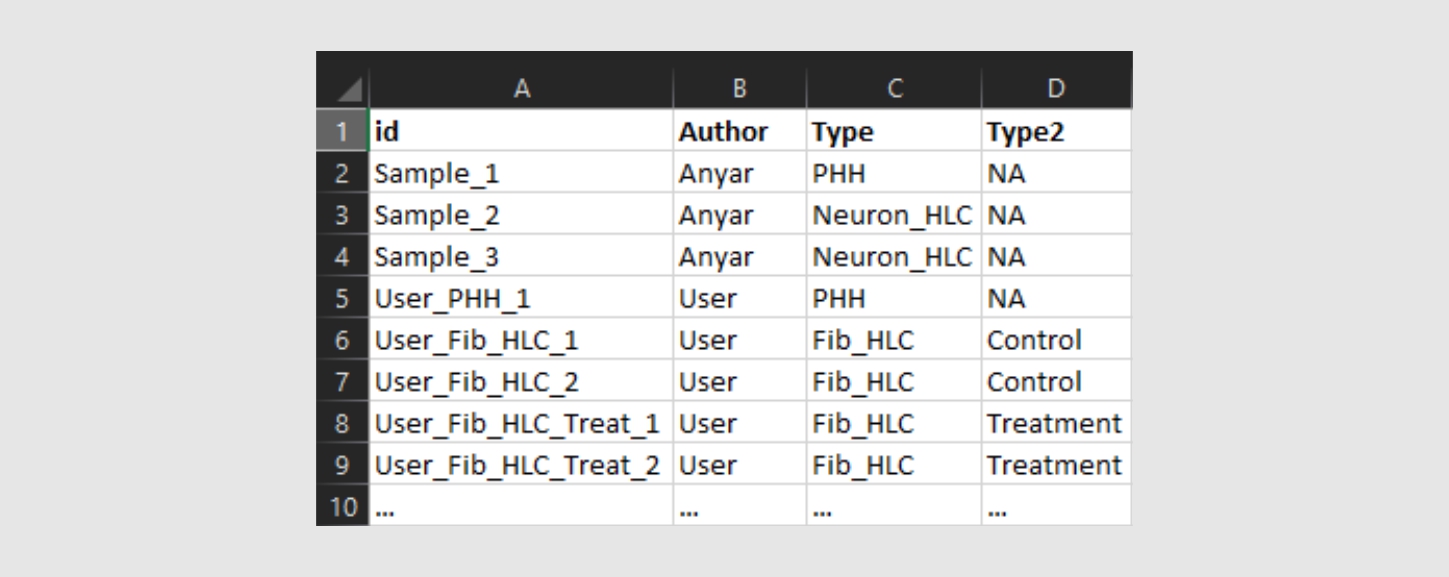 A B C D
1 id Author Type Type2
2 Sample_1 Anyar PHH NA
3 Sample_2 Anyar Neuron_HLC NA
4 Sample_3 Anyar Neuron_HLC NA
5 User_PHH_1 User PHH NA
6 User_Fib_HLC_1 User Fib_HLC Control
7 User_Fib_HLC_2 User Fib_HLC Control
8 User_Fib_HLC_Treat_1 User Fib_HLC Treatment
9 User_Fib_HLC_Treat_2 User Fib_HLC Treatment
10 ... ... ... ...